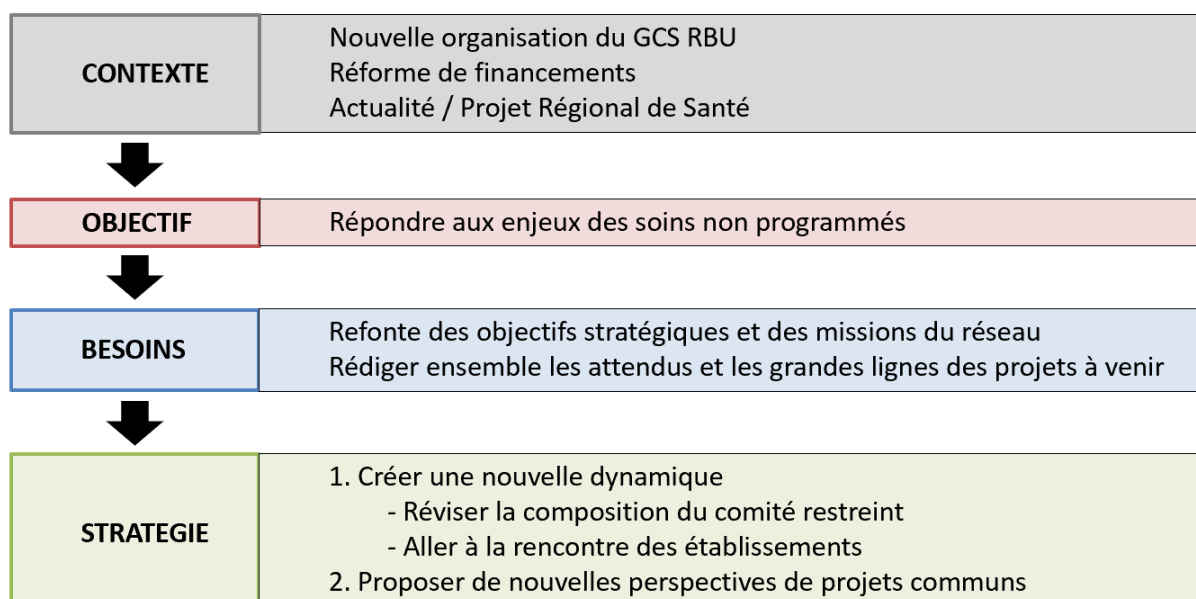 CONTEXTE
Nouvelle organisation du GCS RBU
Réforme de financements
Actualité / Projet Régional de Santé
OBJECTIF
Répondre aux enjeux des soins non programmés
BESOINS
Refonte des objectifs stratégiques et des missions du réseau
Rédiger ensemble les attendus et les grandes lignes des projets à venir
STRATEGIE
1. Créer une nouvelle dynamique
- Réviser la composition du comité restreint
- Aller à la rencontre des établissements
2. Proposer de nouvelles perspectives de projets communs